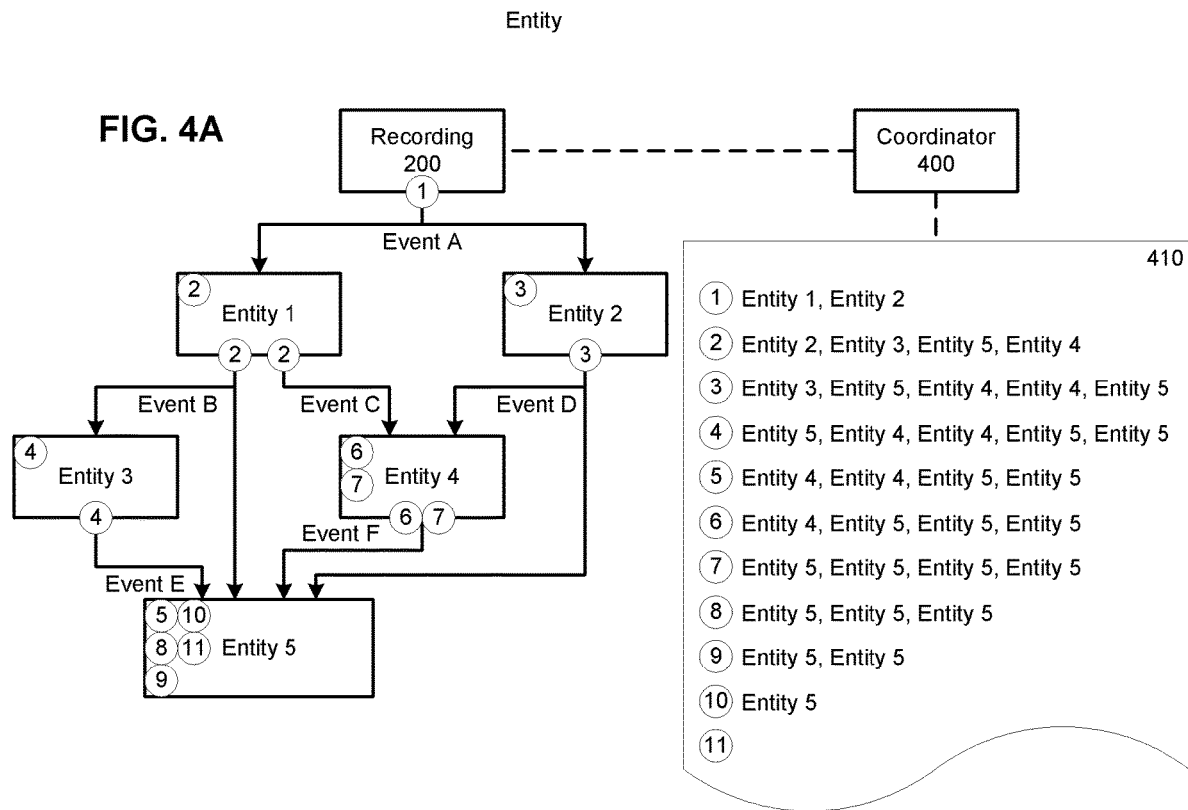 Entity
FIG. 4A
Recording
200
1
Coordinator
400
Event A
2
Entity 1
2
2
3
Entity 2
3
Event B
Event C
Event D
4
Entity 3
4
6
7
Entity 4
6
7
Event F
Event E
5
10
8
11
9
Entity 5
410
1 Entity 1, Entity 2
2 Entity 2, Entity 3, Entity 5, Entity 4
3 Entity 3, Entity 5, Entity 4, Entity 4, Entity 5
4 Entity 5, Entity 4, Entity 4, Entity 5, Entity 5
5 Entity 4, Entity 4, Entity 5, Entity 5
6 Entity 4, Entity 5, Entity 5, Entity 5
7 Entity 5, Entity 5, Entity 5, Entity 5
8 Entity 5, Entity 5, Entity 5
9 Entity 5, Entity 5
10 Entity 5
11